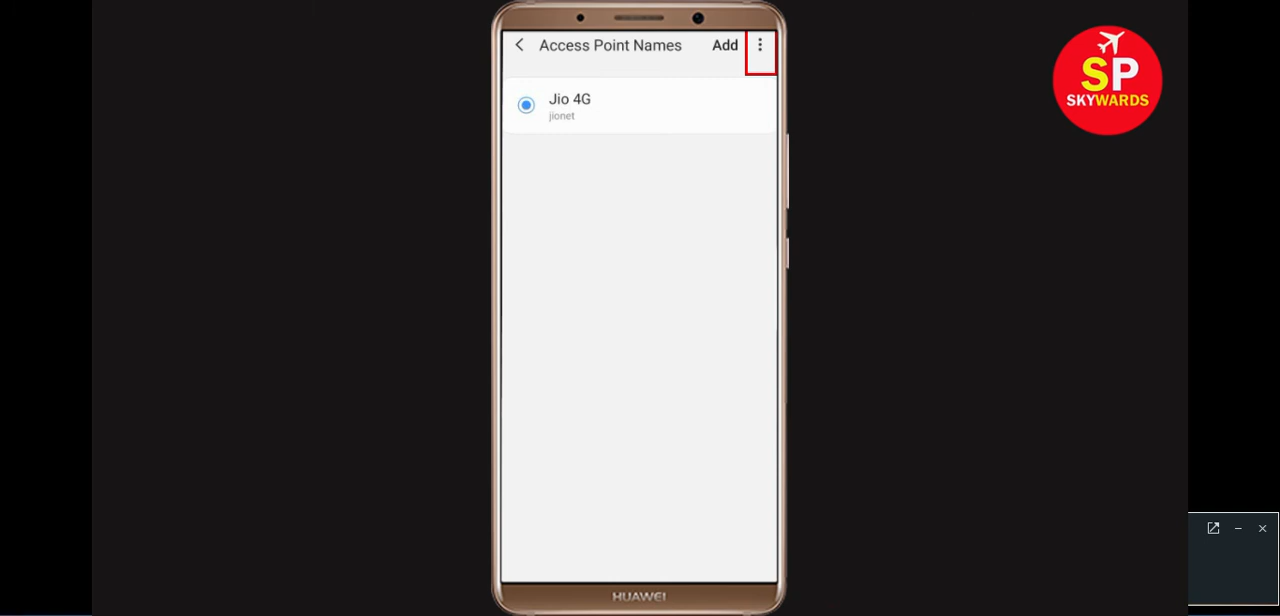 Access Point Names Add
Jio 4G
jionet
HUAWEI
SP
SKYWARDS